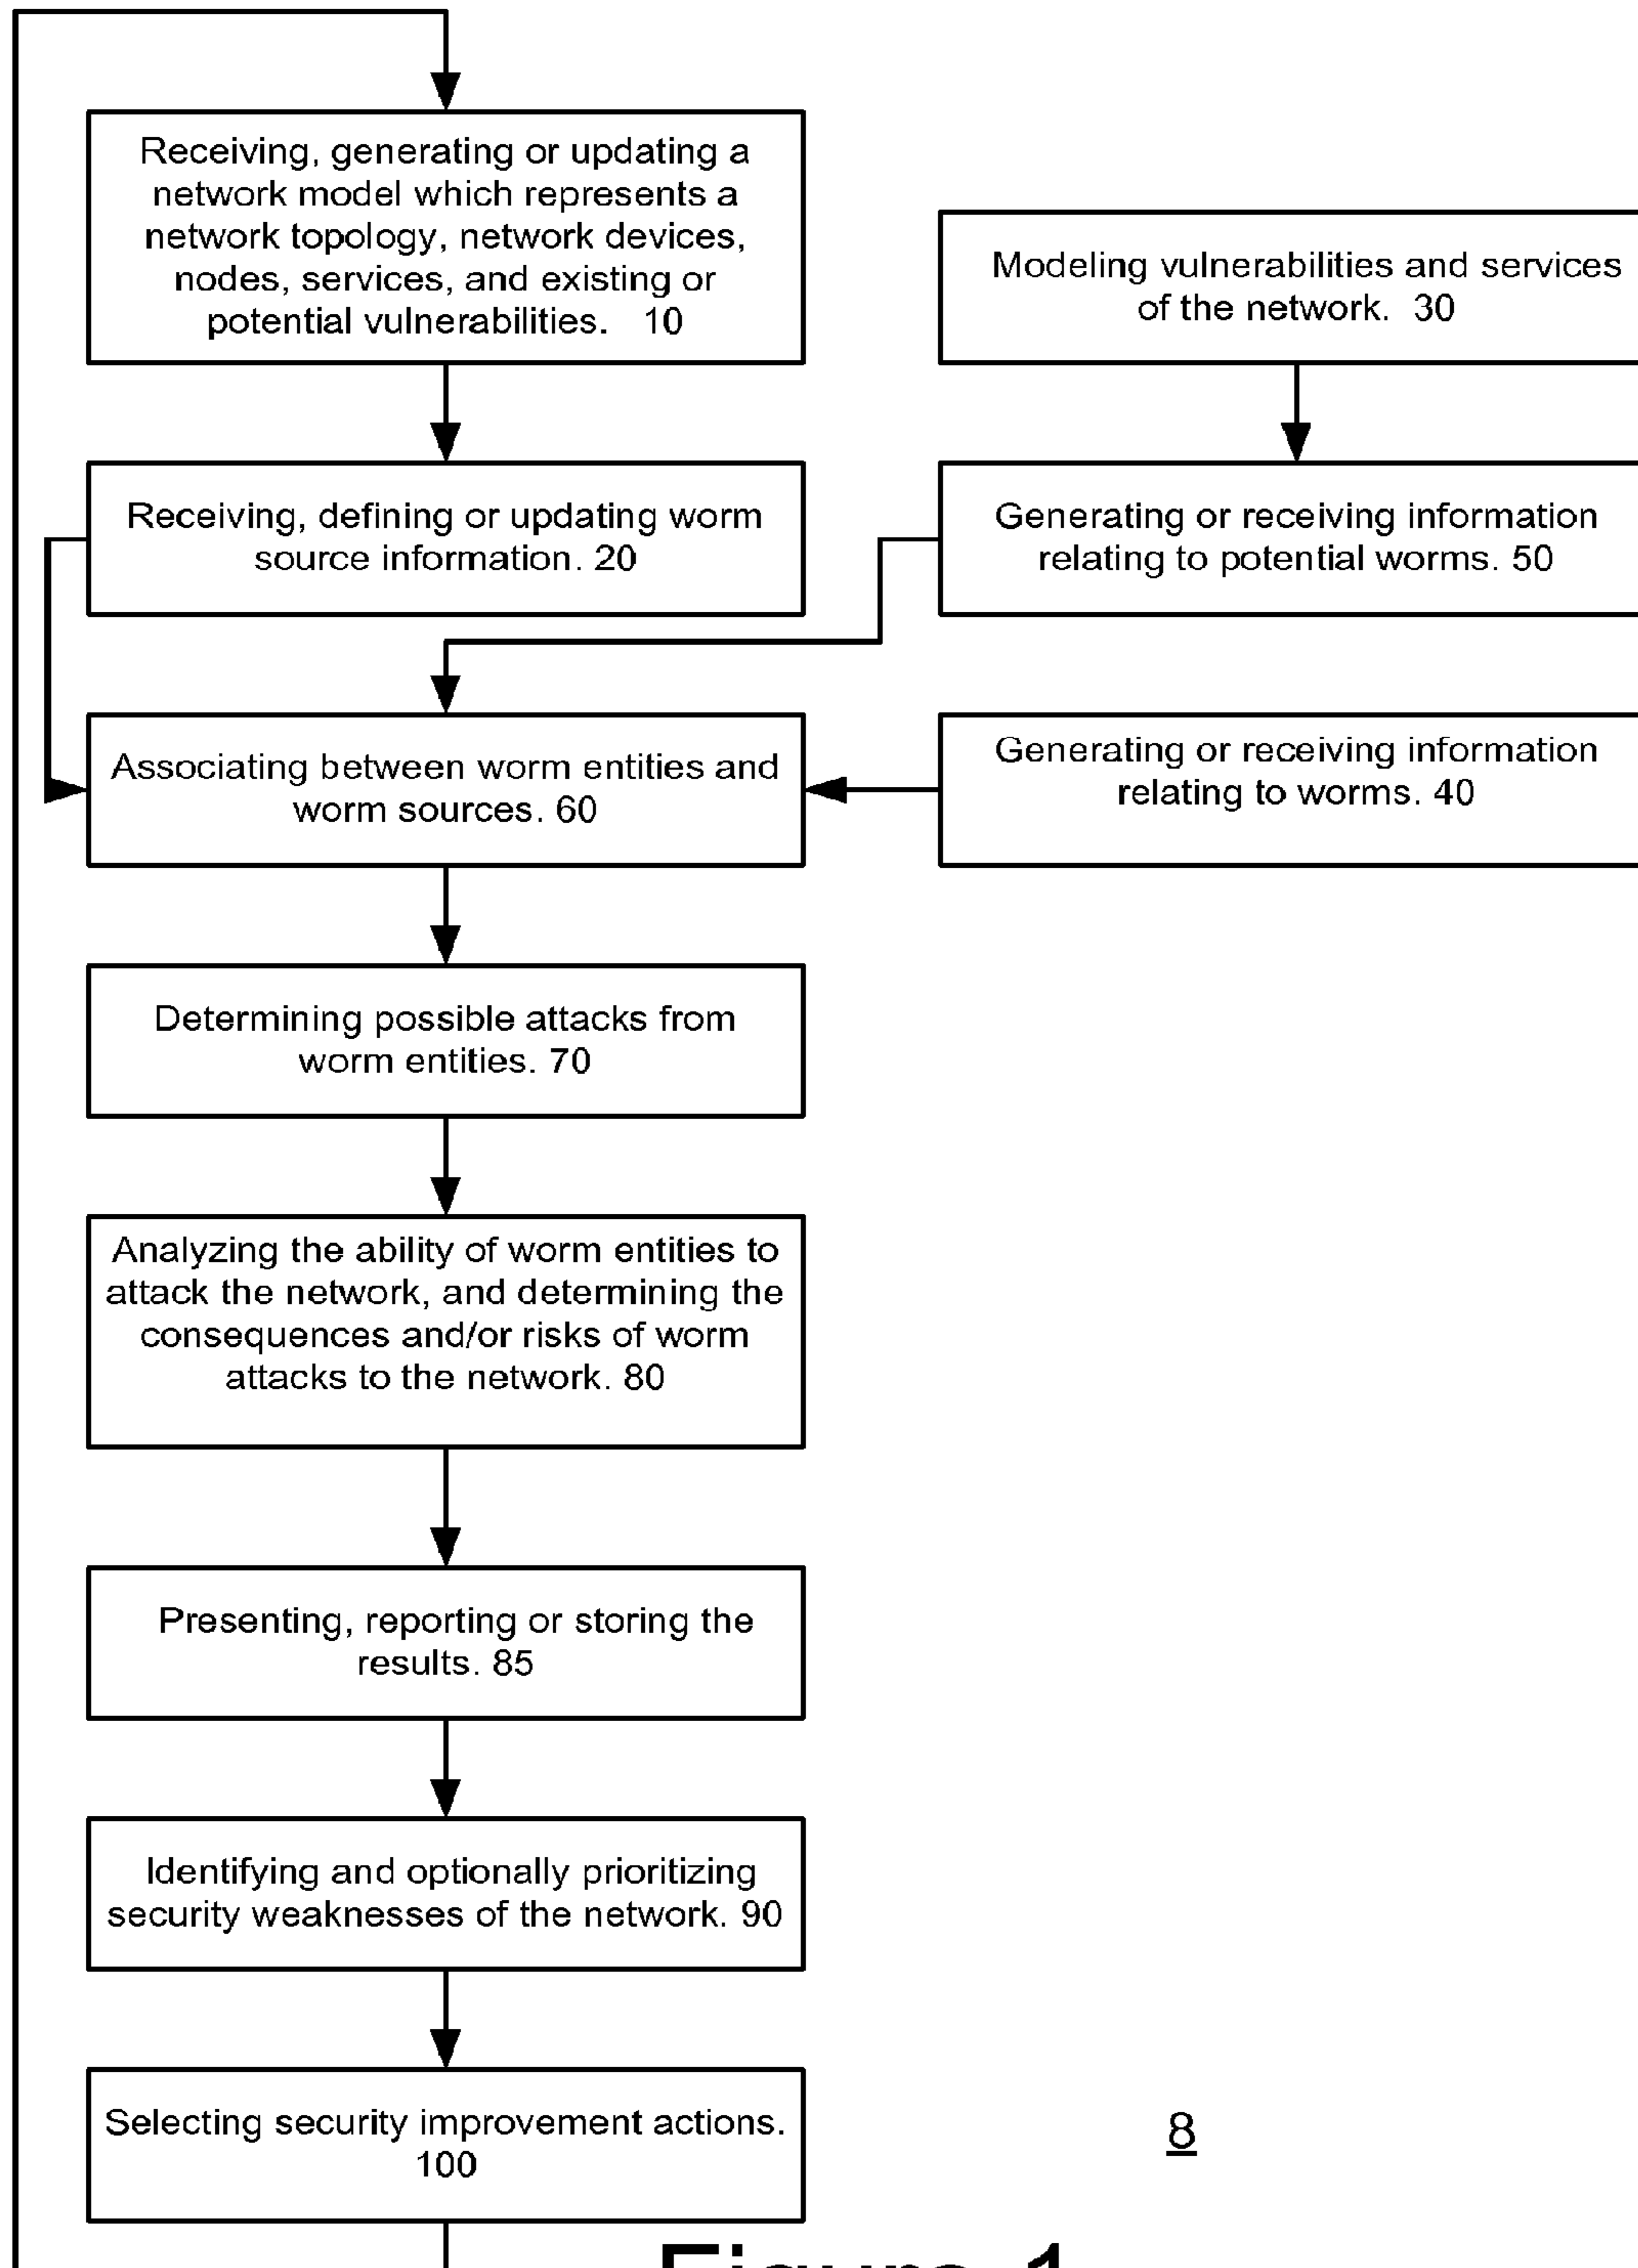 Receiving, generating or updating a
network model which represents a
network topology, network devices,
nodes, services, and existing or
potential vulnerabilities. 10
Modeling vulnerabilities and services
of the network. 30
Receiving, defining or updating worm
source information. 20
Generating or receiving information
relating to potential worms. 50
Associating between worm entities and
worm sources. 60
Generating or receiving information
relating to worms. 40
Determining possible attacks from
worm entities. 70
Analyzing the ability of worm entities to
attack the network, and determining the
consequences and/or risks of worm
attacks to the network. 80
Presenting, reporting or storing the
results. 85
Identifying and optionally prioritizing
security weaknesses of the network. 90
Selecting security improvement actions.
100
8
Figure 1